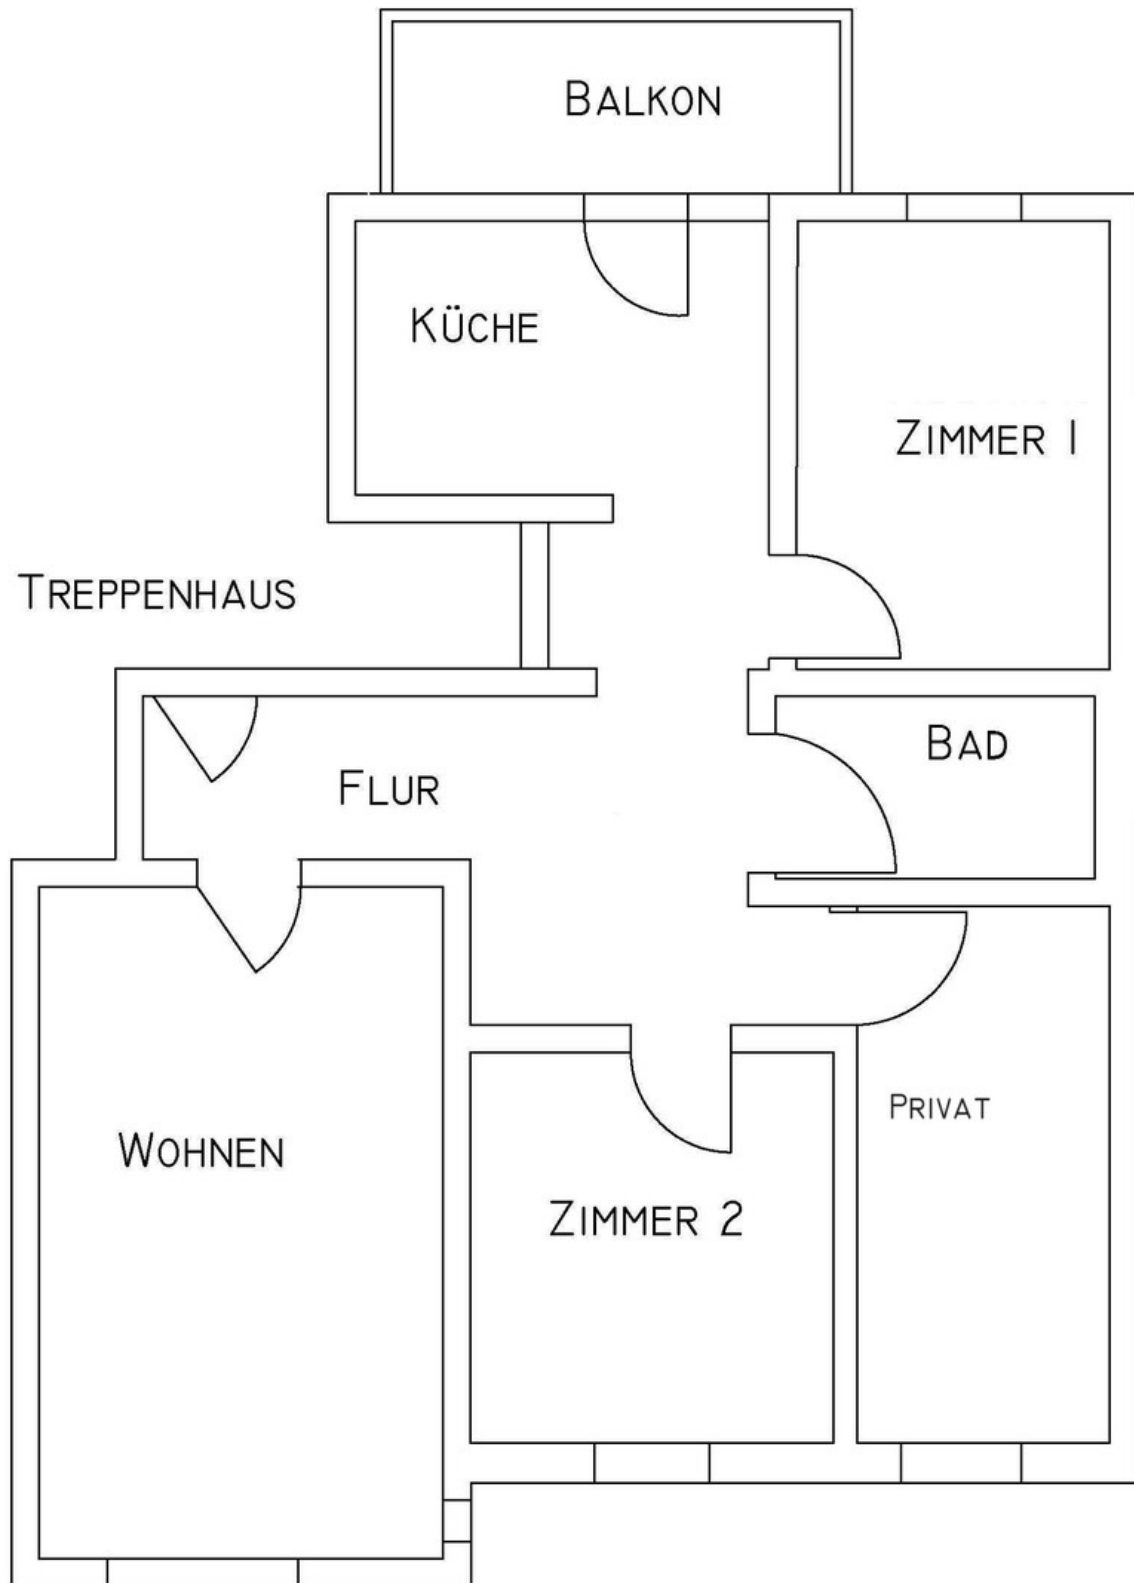 BALKON
KÜCHE
ZIMMER 1
TREPPENHAUS
BAD
FLUR
PRIVAT
WOHNEN
ZIMMER 2